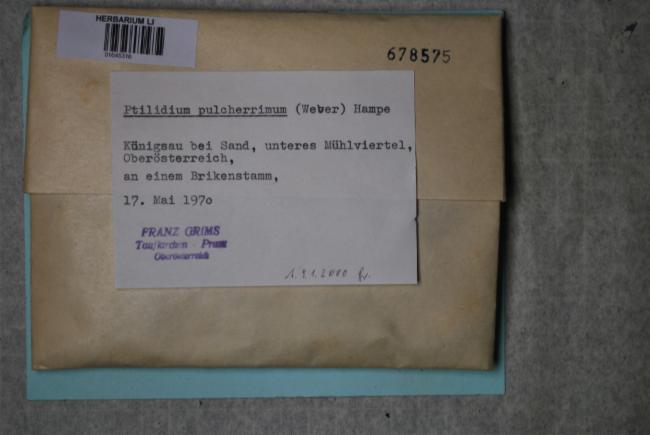 HERBARIUM LI
678575
Ptilidium pulcherrimum (Weber) Hampe
Königsau bei Sand, unteres Mühlviertel,
Oberösterreich,
an einem Brikenstamm,
17. Mai 1970
FRANZ GRIMS
Taufkirchen - Pram
Oberösterreich